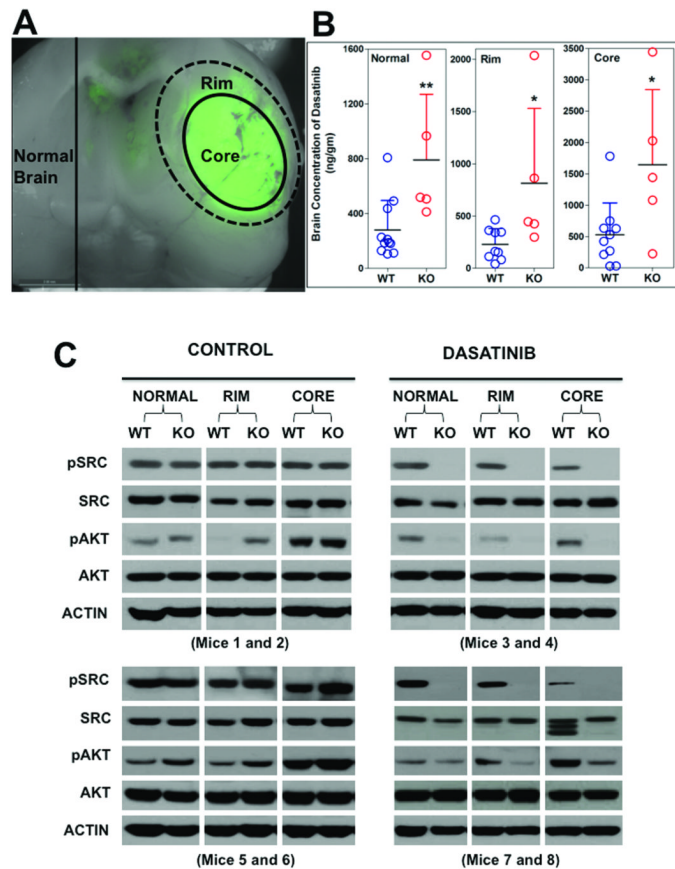 A
Rim
Core
Normal
Brain
B
Brain Concentration of Dasatinib
(ng/gm)
1600
1200
800
400
0
Normal
**
WT
KO
2000
1500
1000
500
0
Rim
*
WT
KO
3500
3000
2500
2000
1500
1000
500
0
Core
*
WT
KO
C
CONTROL
DASATINIB
NORMAL RIM CORE
NORMAL RIM CORE
WT KO WT KO WT KO
WT KO WT KO WT KO
pSRC
SRC
pAKT
AKT
ACTIN
(Mice 1 and 2)
(Mice 3 and 4)
pSRC
SRC
pAKT
AKT
ACTIN
(Mice 5 and 6)
(Mice 7 and 8)